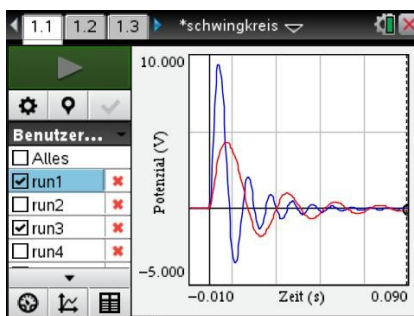 1.1 1.2 1.3 *schwingkreis
Benutzer...
Alles
run1
run2
run3
run4
10.000
Potenzial (V)
-5.000
-0.010 Zeit (s) 0.090